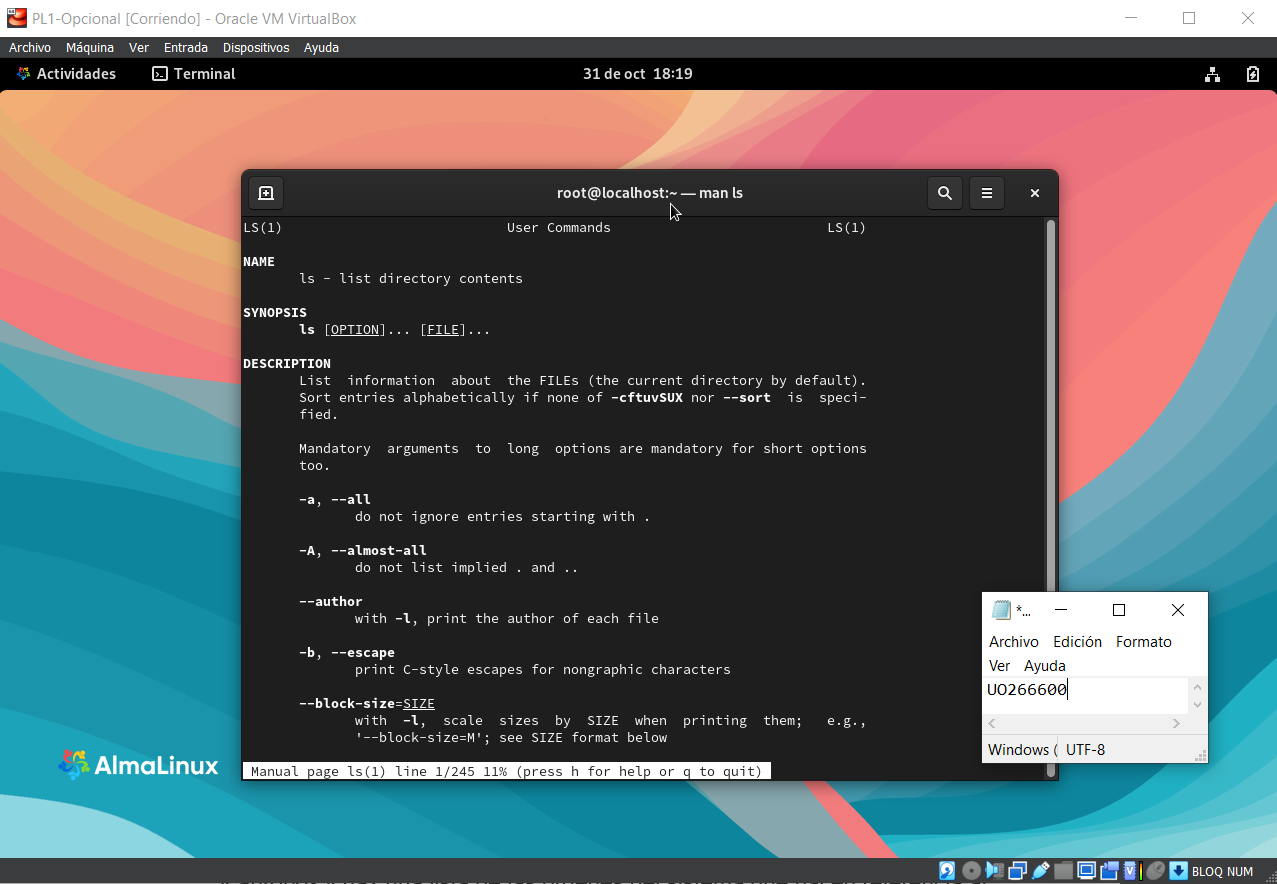 PL1-Opcional [Corriendo] - Oracle VM VirtualBox
Archivo Máquina Ver Entrada Dispositivos Ayuda
Actividades Terminal 31 de oct 18:19
root@localhost:~ — man ls
LS(1) User Commands LS(1)
NAME
ls - list directory contents
SYNOPSIS
ls [OPTION]... [FILE]...
DESCRIPTION
List information about the FILEs (the current directory by default).
Sort entries alphabetically if none of -cftuvSUX nor --sort is speci-
fied.
Mandatory arguments to long options are mandatory for short options
too.
-a, --all
do not ignore entries starting with .
-A, --almost-all
do not list implied . and ..
--author
with -l, print the author of each file
-b, --escape
print C-style escapes for nongraphic characters
--block-size=SIZE
with -l, scale sizes by SIZE when printing them; e.g.,
'--block-size=M'; see SIZE format below
Manual page ls(1) line 1/245 11% (press h for help or q to quit)
*...
Archivo Edición Formato
Ver Ayuda
UO266600
Windows ( UTF-8
AlmaLinux
BLOQ NUM